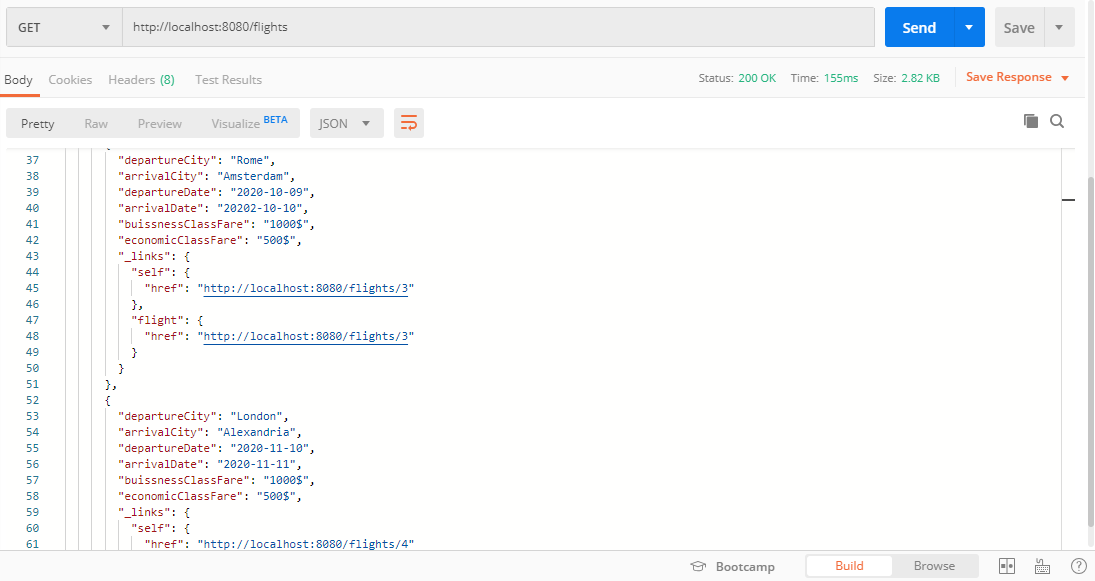 GET http://localhost:8080/flights Send Save
Body Cookies Headers (8) Test Results Status: 200 OK Time: 155ms Size: 2.82 KB Save Response
Pretty Raw Preview Visualize BETA JSON
37 "departureCity": "Rome",
38 "arrivalCity": "Amsterdam",
39 "departureDate": "2020-10-09",
40 "arrivalDate": "20202-10-10",
41 "buissnessClassFare": "1000$",
42 "economicClassFare": "500$",
43 "_links": {
44 "self": {
45 "href": "http://localhost:8080/flights/3"
46 },
47 "flight": {
48 "href": "http://localhost:8080/flights/3"
49 }
50 }
51 },
52 {
53 "departureCity": "London",
54 "arrivalCity": "Alexandria",
55 "departureDate": "2020-11-10",
56 "arrivalDate": "2020-11-11",
57 "buissnessClassFare": "1000$",
58 "economicClassFare": "500$",
59 "_links": {
60 "self": {
61 "href": "http://localhost:8080/flights/4"
Bootcamp Build Browse